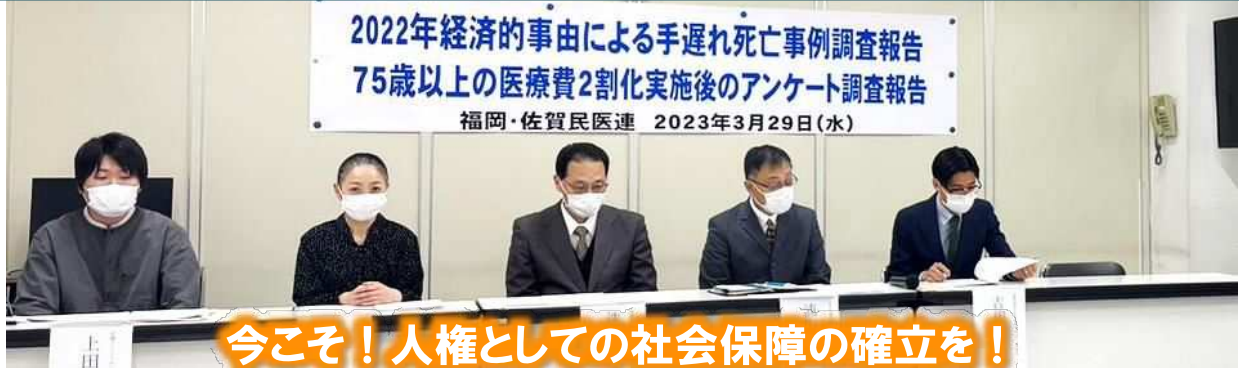 2022年経済的事由による手遅れ死亡事例調査報告
75歳以上の医療費2割化実施後のアンケート調査報告
福岡・佐賀民医連 2023年3月29日(水)
上田
今こそ！人権としての社会保障の確立を！